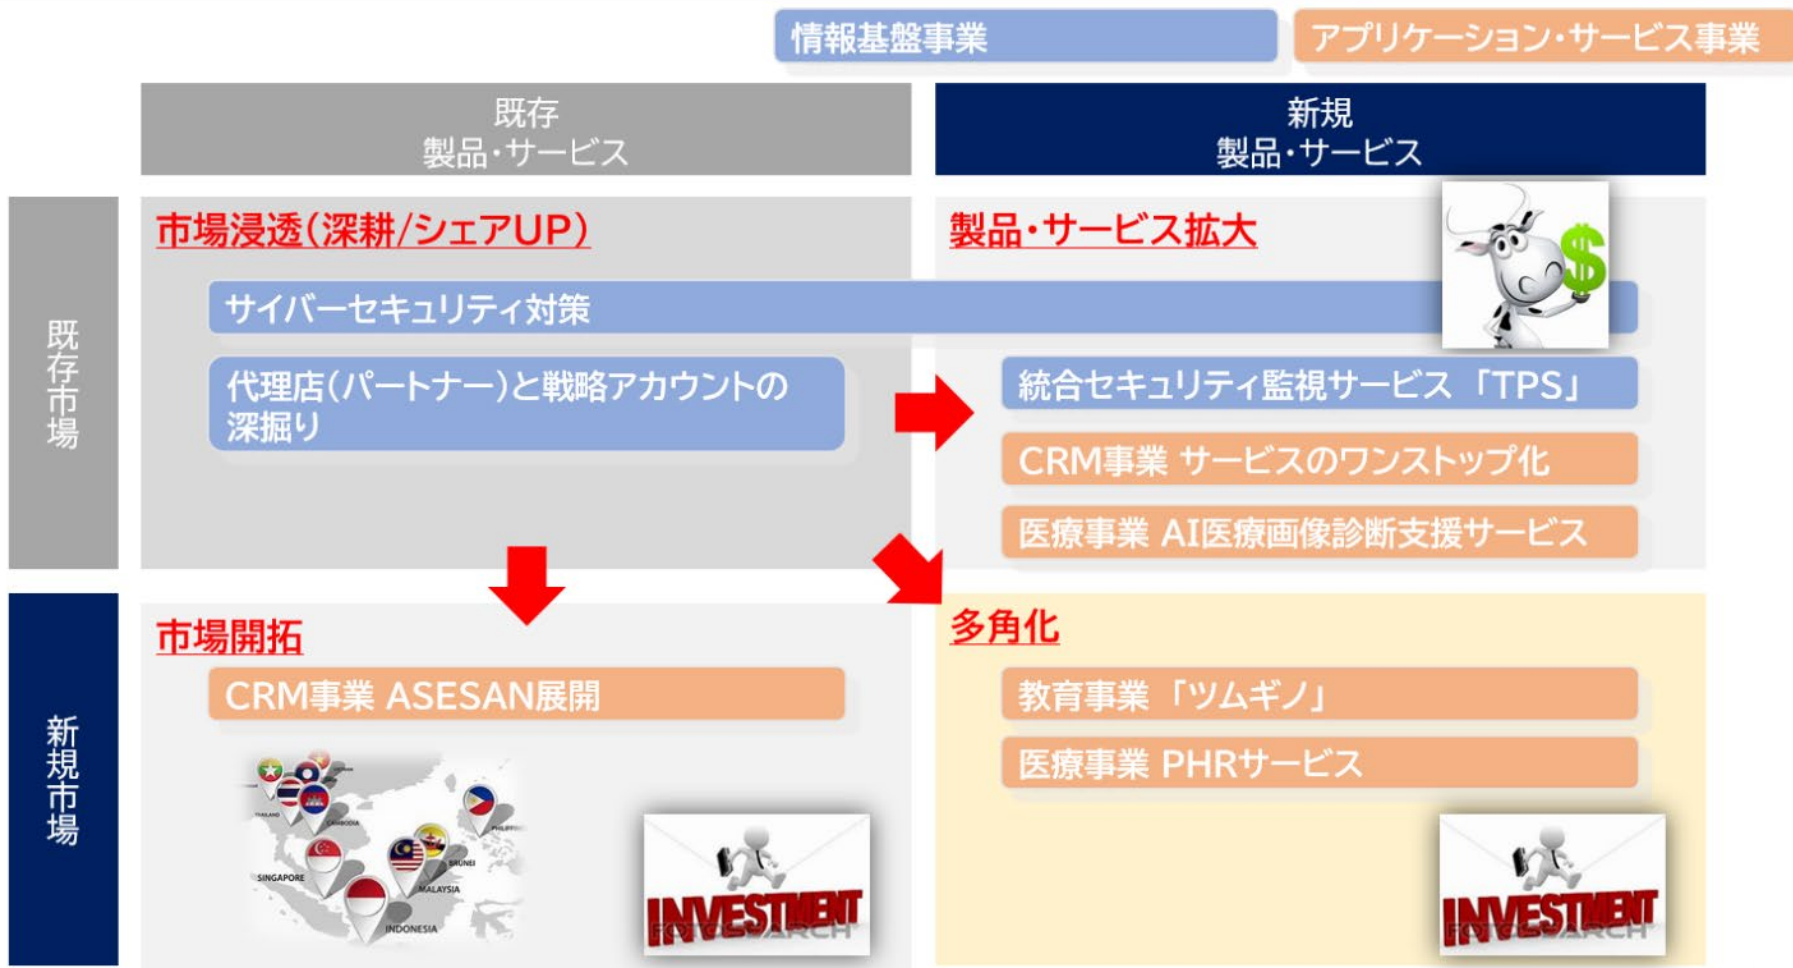 情報基盤事業
アプリケーション・サービス事業
既存
製品・サービス
新規
製品・サービス
既存市場
市場浸透(深耕/シェアUP)
サイバーセキュリティ対策
代理店(パートナー)と戦略アカウントの
深掘り
製品・サービス拡大
$
統合セキュリティ監視サービス 「TPS」
CRM事業 サービスのワンストップ化
医療事業 AI医療画像診断支援サービス
新規市場
市場開拓
CRM事業 ASESAN展開
THAILAND
CAMBODIA
SINGAPORE
BRUNEI
MALAYSIA
INDONESIA
INVESTMENT
FOTOSEARCH
多角化
教育事業 「ツムギノ」
医療事業 PHRサービス
INVESTMENT
FOTOSEARCH